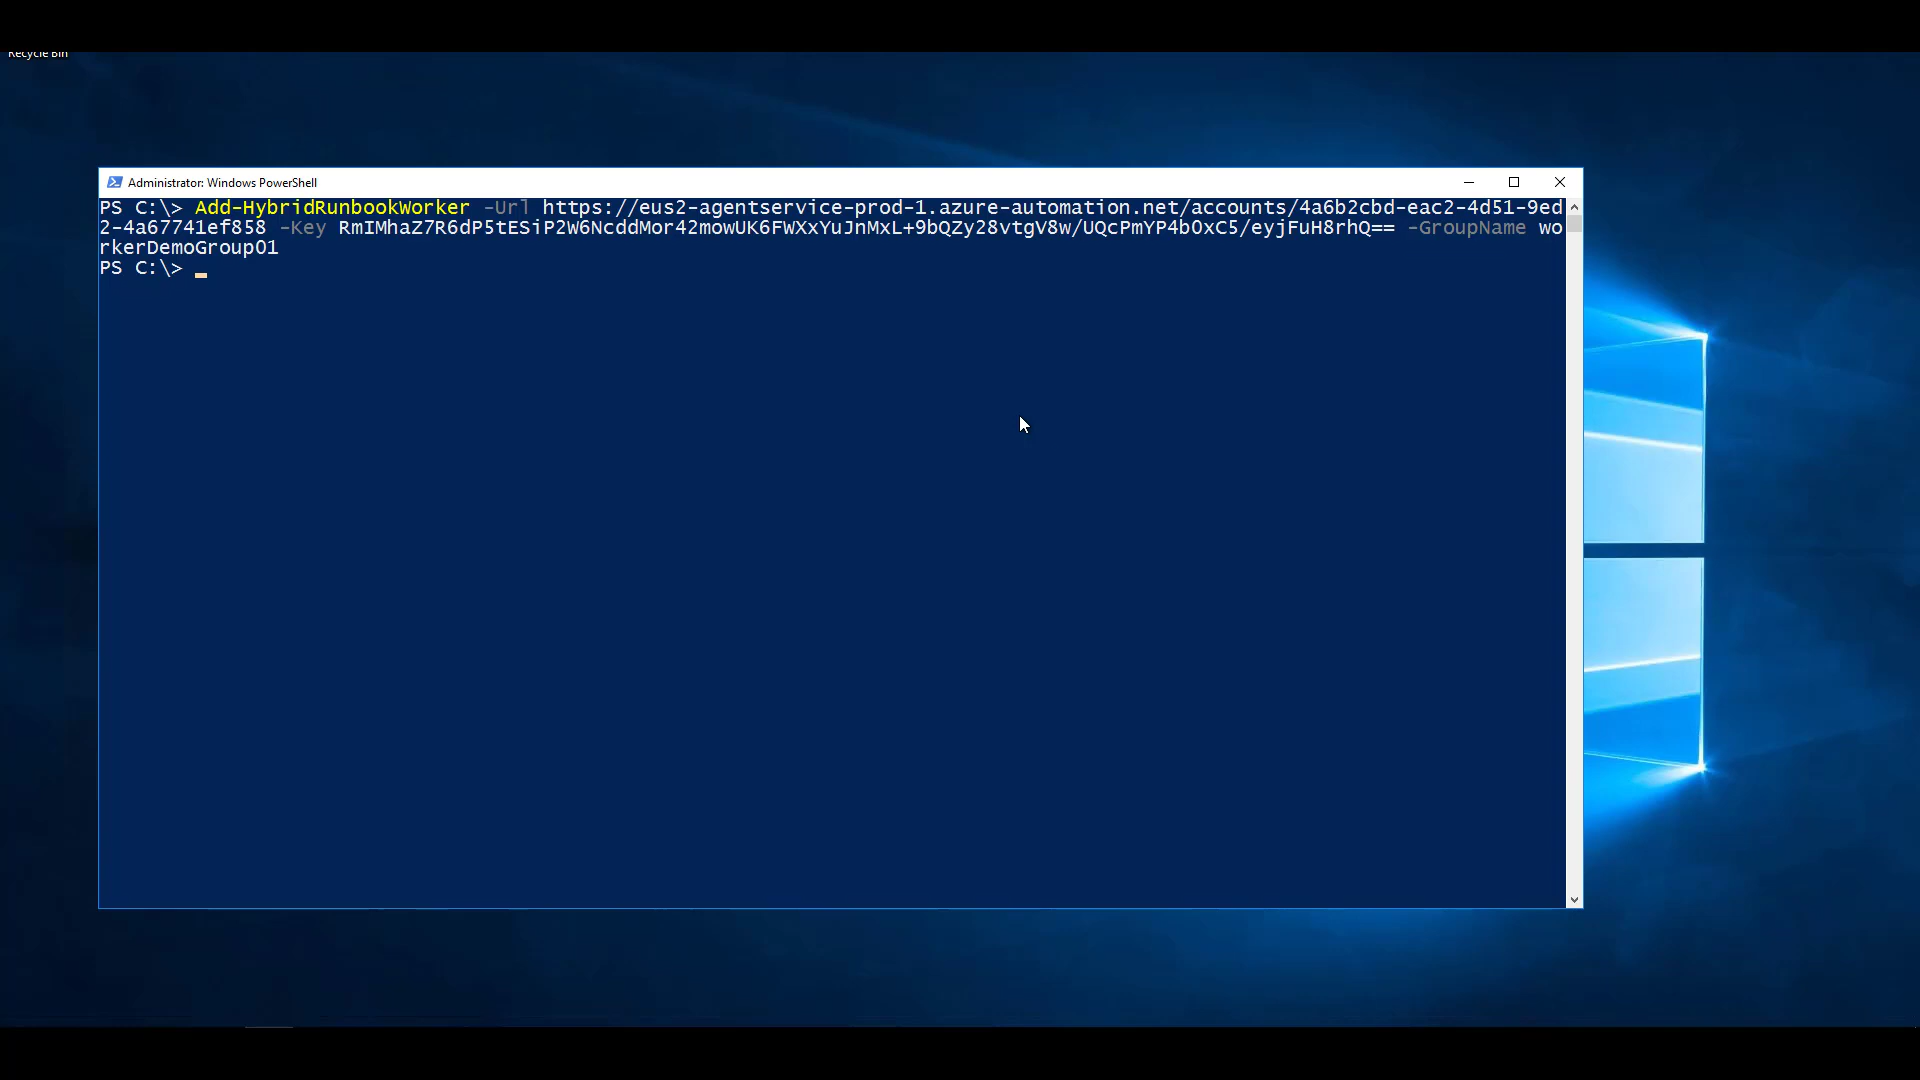 Recycle Bin
Administrator: Windows PowerShell
PS C:\> Add-HybridRunbookWorker -Url https://eus2-agentservice-prod-1.azure-automation.net/accounts/4a6b2cbd-eac2-4d51-9ed
2-4a67741ef858 -Key RmIMhaZ7R6dP5tESiP2W6NcddMor42mowUK6FWXxYuJnMxL+9bQZy28vtgV8w/UQcPmYP4bOxC5/eyjFuH8rhQ== -GroupName wo
rkerDemoGroup01
PS C:\>